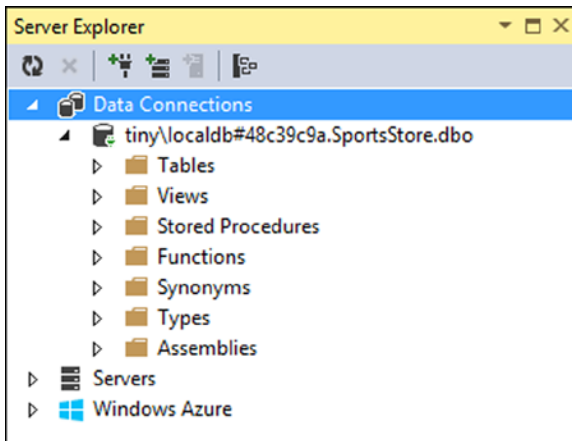 Server Explorer
Data Connections
tiny\localdb#48c39c9a.SportsStore.dbo
Tables
Views
Stored Procedures
Functions
Synonyms
Types
Assemblies
Servers
Windows Azure